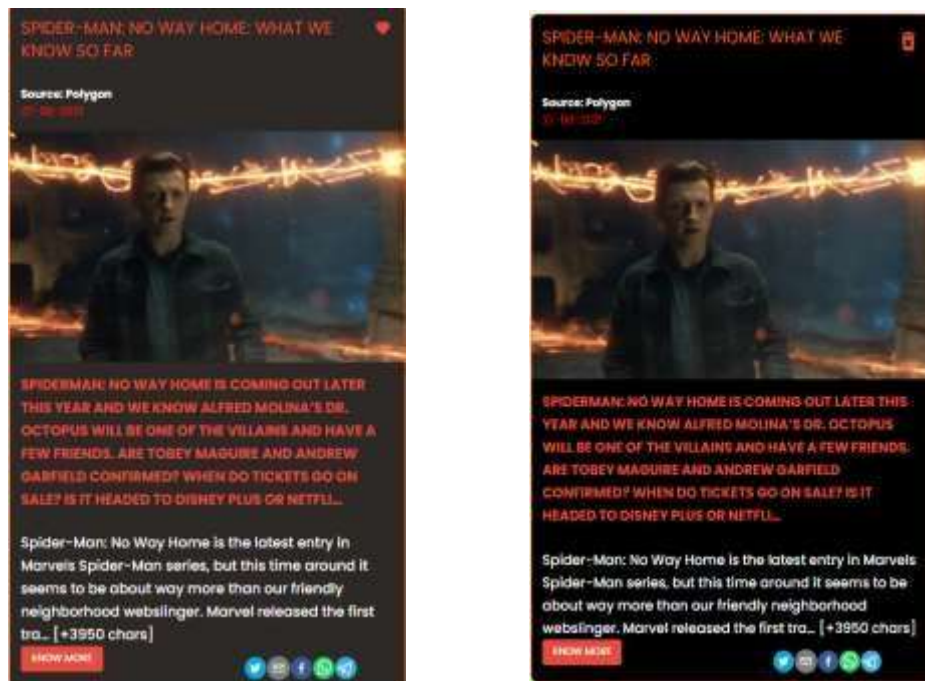 SPIDER-MAN: NO WAY HOME: WHAT WE
KNOW SO FAR
Source: Polygon
SPIDERMAN: NO WAY HOME IS COMING OUT LATER
THIS YEAR AND WE KNOW ALFRED MOLINA'S DR.
OCTOPUS WILL BE ONE OF THE VILLAINS AND HAVE A
FEW FRIENDS. ARE TOBEY MAGUIRE AND ANDREW
GARFIELD CONFIRMED? WHEN DO TICKETS GO ON
SALE? IS IT HEADED TO DISNEY PLUS OR NETFLI...
Spider-Man: No Way Home is the latest entry in
Marvels Spider-Man series, but this time around it
seems to be about way more than our friendly
neighborhood webslinger. Marvel released the first
tra... [+3950 chars]
KNOW MORE
SPIDER-MAN: NO WAY HOME: WHAT WE
KNOW SO FAR
Source: Polygon
SPIDERMAN: NO WAY HOME IS COMING OUT LATER THIS
YEAR AND WE KNOW ALFRED MOLINA'S DR. OCTOPUS
WILL BE ONE OF THE VILLAINS AND HAVE A FEW FRIENDS.
ARE TOBEY MAGUIRE AND ANDREW GARFIELD
CONFIRMED? WHEN DO TICKETS GO ON SALE? IS IT
HEADED TO DISNEY PLUS OR NETFLI...
Spider-Man: No Way Home is the latest entry in Marvels
Spider-Man series, but this time around it seems to be
about way more than our friendly neighborhood
webslinger. Marvel released the first tra... [+3950 chars]
KNOW MORE